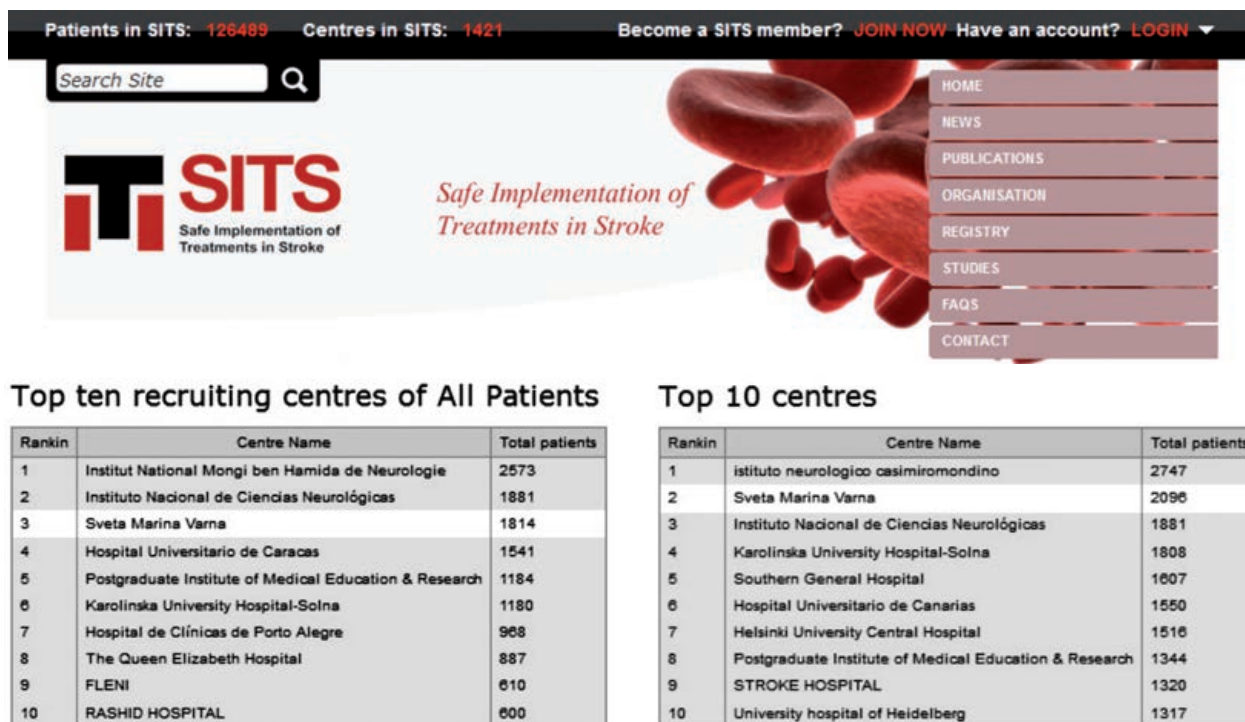 Patients in SITS: 126489 Centres in SITS: 1421 Become a SITS member? JOIN NOW Have an account? LOGIN
Search Site
HOME
NEWS
PUBLICATIONS
ORGANISATION
REGISTRY
STUDIES
FAQS
CONTACT
SITS
Safe Implementation of
Treatments in Stroke
Safe Implementation of
Treatments in Stroke
Top ten recruiting centres of All Patients
Rankin Centre Name Total patients
1 Institut National Mongi ben Hamida de Neurologie 2573
2 Instituto Nacional de Ciencias Neurológicas 1881
3 Sveta Marina Varna 1814
4 Hospital Universitario de Caracas 1541
5 Postgraduate Institute of Medical Education & Research 1184
6 Karolinska University Hospital-Solna 1180
7 Hospital de Clínicas de Porto Alegre 968
8 The Queen Elizabeth Hospital 887
9 FLENI 610
10 RASHID HOSPITAL 600
Top 10 centres
Rankin Centre Name Total patients
1 istituto neurologico casimiromondino 2747
2 Sveta Marina Varna 2096
3 Instituto Nacional de Ciencias Neurológicas 1881
4 Karolinska University Hospital-Solna 1808
5 Southern General Hospital 1607
6 Hospital Universitario de Canarias 1550
7 Helsinki University Central Hospital 1516
8 Postgraduate Institute of Medical Education & Research 1344
9 STROKE HOSPITAL 1320
10 University hospital of Heidelberg 1317